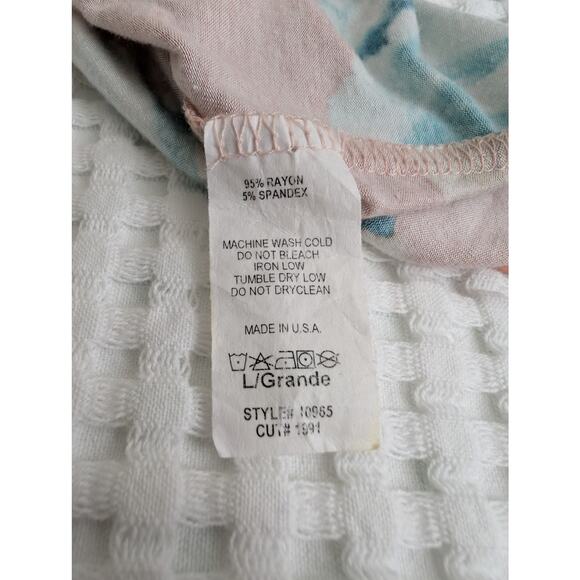 95% RAYON
5% SPANDEX
MACHINE WASH COLD
DO NOT BLEACH
IRON LOW
TUMBLE DRY LOW
DO NOT DRYCLEAN
MADE IN U.S.A.
L/Grande
STYLE# 10965
CUT# 1991